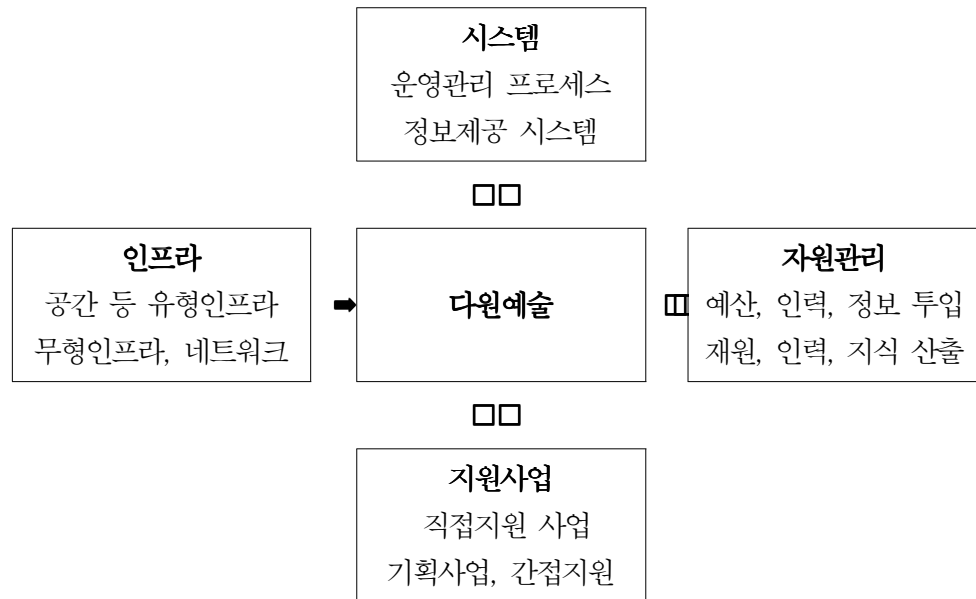 시스템
운영관리 프로세스
정보제공 시스템
인프라
공간 등 유형인프라
무형인프라, 네트워크
다원예술
자원관리
예산, 인력, 정보 투입
재원, 인력, 지식 산출
지원사업
직접지원 사업
기획사업, 간접지원